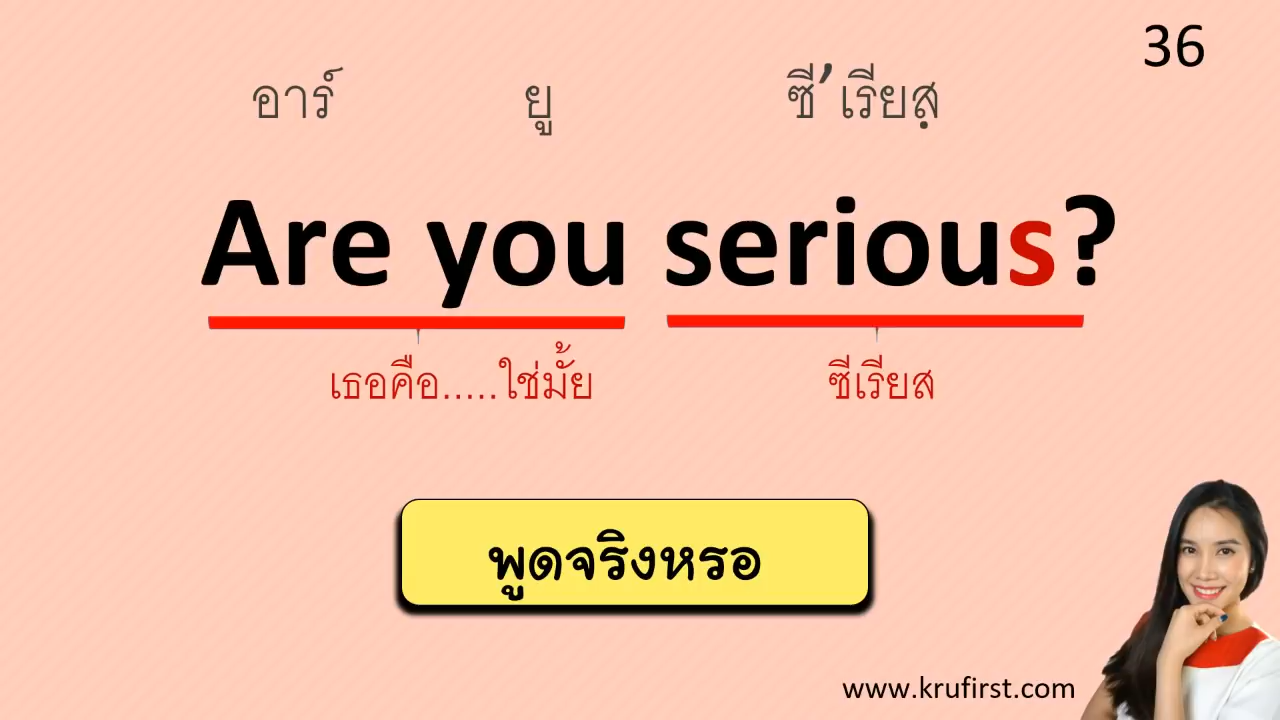 36
อาร์ ยู ซี’เรียสฺ
Are you serious?
เธอคือ.....ใช่มั้ย ซีเรียส
พูดจริงหรอ
www.krufirst.com